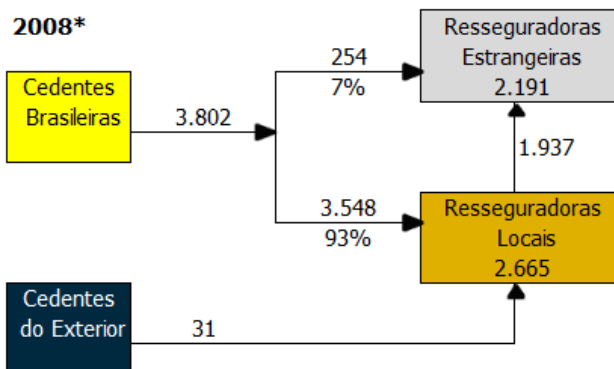 2008*
Cedentes
Brasileiras
3.802
254
7%
Resseguradoras
Estrangeiras
2.191
1.937
3.548
93%
Resseguradoras
Locais
2.665
Cedentes
do Exterior
31